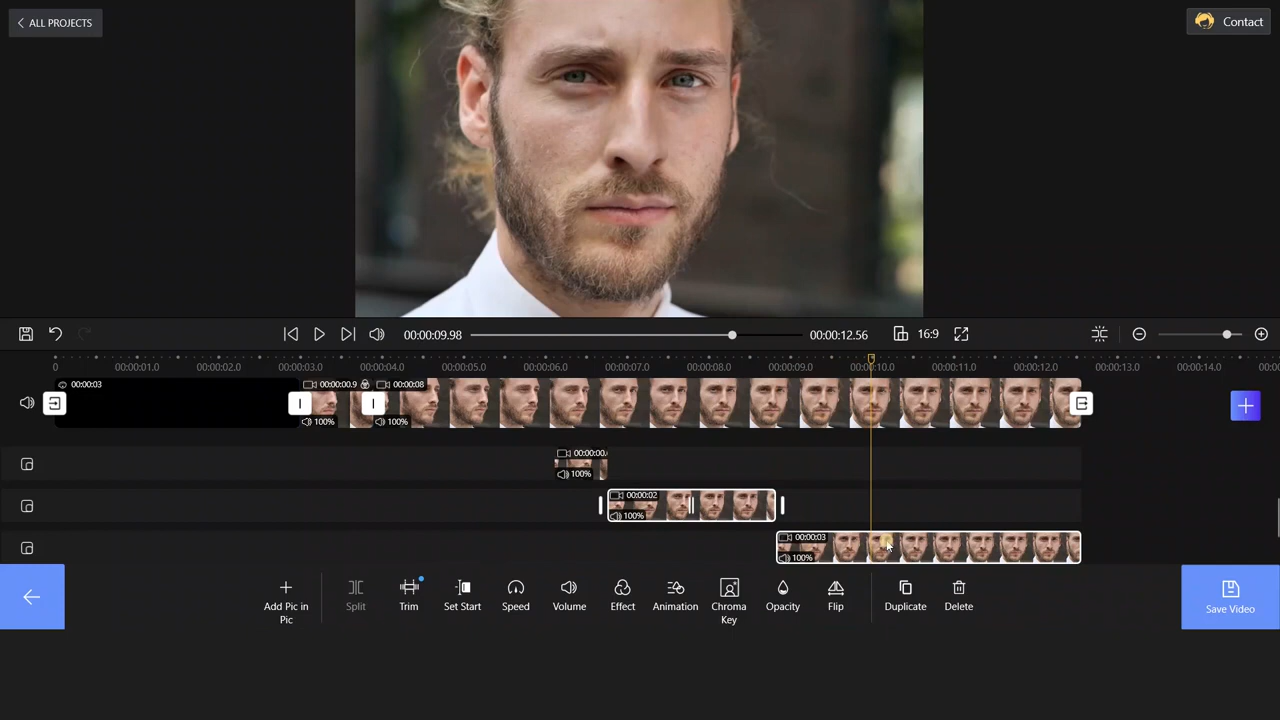 ALL PROJECTS
Contact
00:00:09.98
00:00:12.56
16:9
0 00:00:01.0 00:00:02.0 00:00:03.0 00:00:04.0 00:00:05.0 00:00:06.0 00:00:07.0 00:00:08.0 00:00:09.0 00:00:10.0 00:00:11.0 00:00:12.0 00:00:13.0 00:00:14.0
00:00:03 00:00:00.9 00:00:08
100% 100%
00:00:00.
100%
00:00:02
100%
00:00:03
100%
Add Pic in
Pic
Split
Trim
Set Start
Speed
Volume
Effect
Animation
Chroma
Key
Opacity
Flip
Duplicate
Delete
Save Video